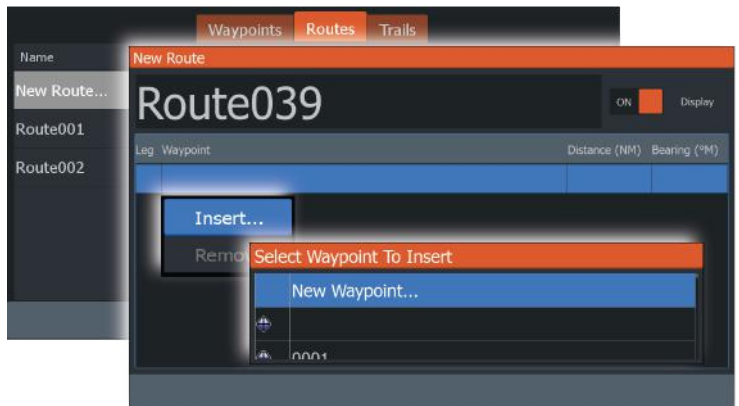 Waypoints Routes Trails
Name
New Route...
Route001
Route002
New Route
Route039
ON Display
Leg Waypoint Distance (NM) Bearing (°M)
Insert...
Select Waypoint To Insert
New Waypoint...
0001